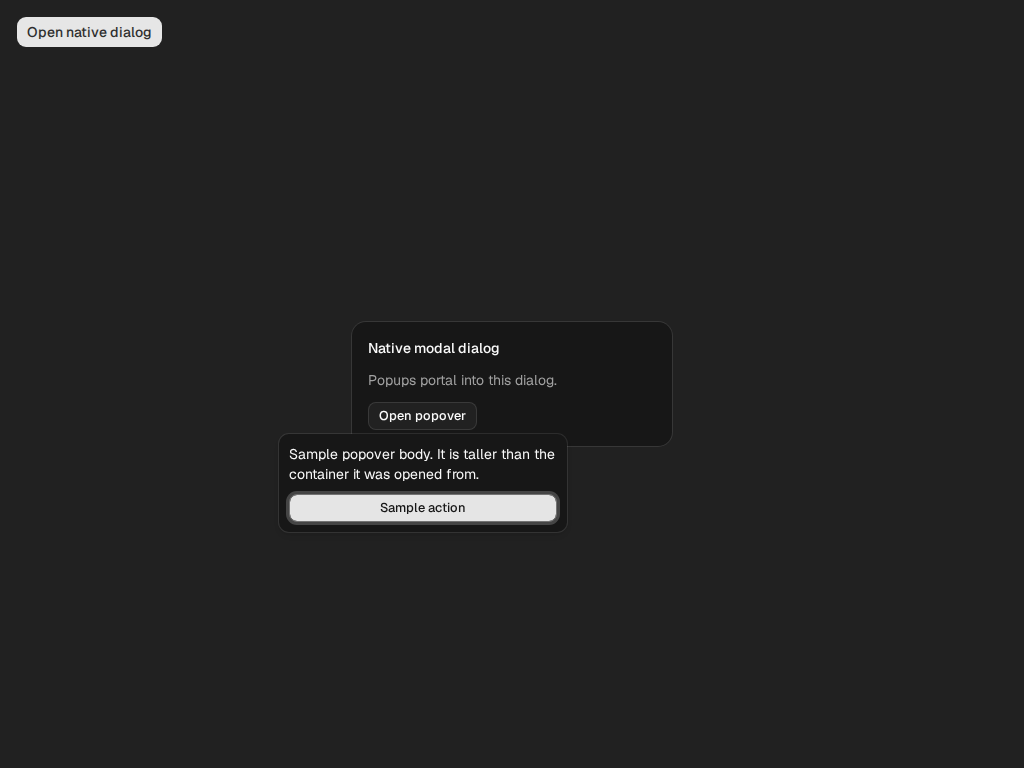 Open native dialog
Native modal dialog
Popups portal into this dialog.
Open popover
Sample popover body. It is taller than the
container it was opened from.
Sample action